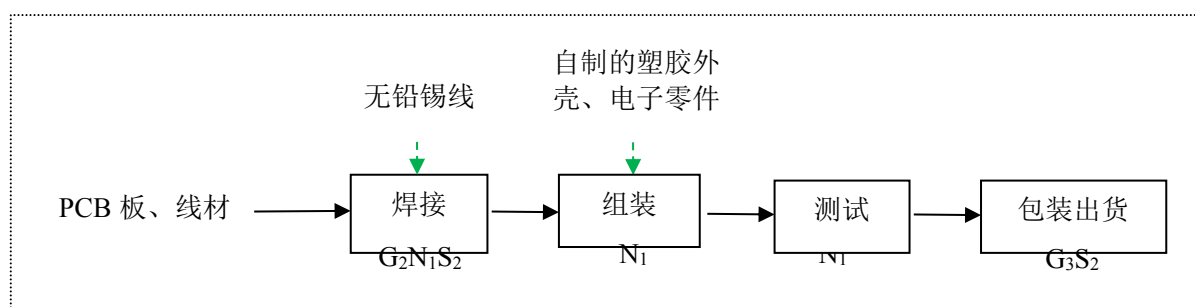 自制的塑胶外
壳、电子零件
无铅锡线
PCB 板、线材
焊接
组装
测试
包装出货
G₂N₁S₂
N₁
N₁
G₃S₂